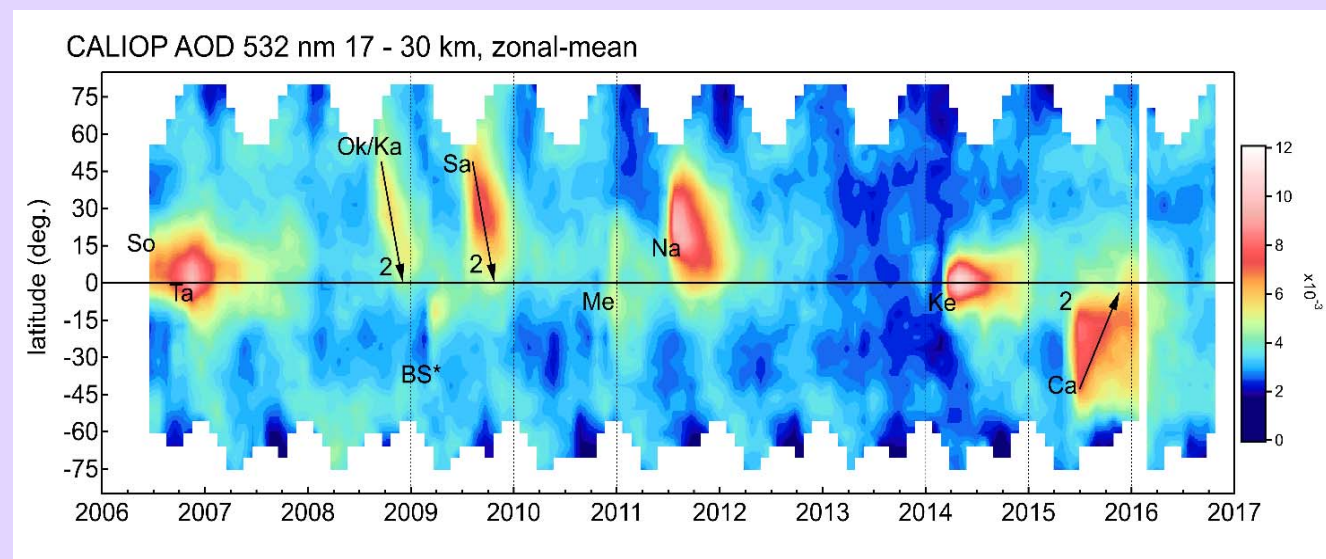 CALIOP AOD 532 nm 17 - 30 km, zonal-mean
2006 2007 2008 2009 2010 2011 2012 2013 2014 2015 2016 2017
latitude (deg.)
75
60
45
30
15
0
-15
-30
-45
-60
-75
So
Ta
Ok/Ka
2
BS*
Sa
2
Me
Na
Ke
2
Ca
12
10
8
6
4
2
0
x10⁻³